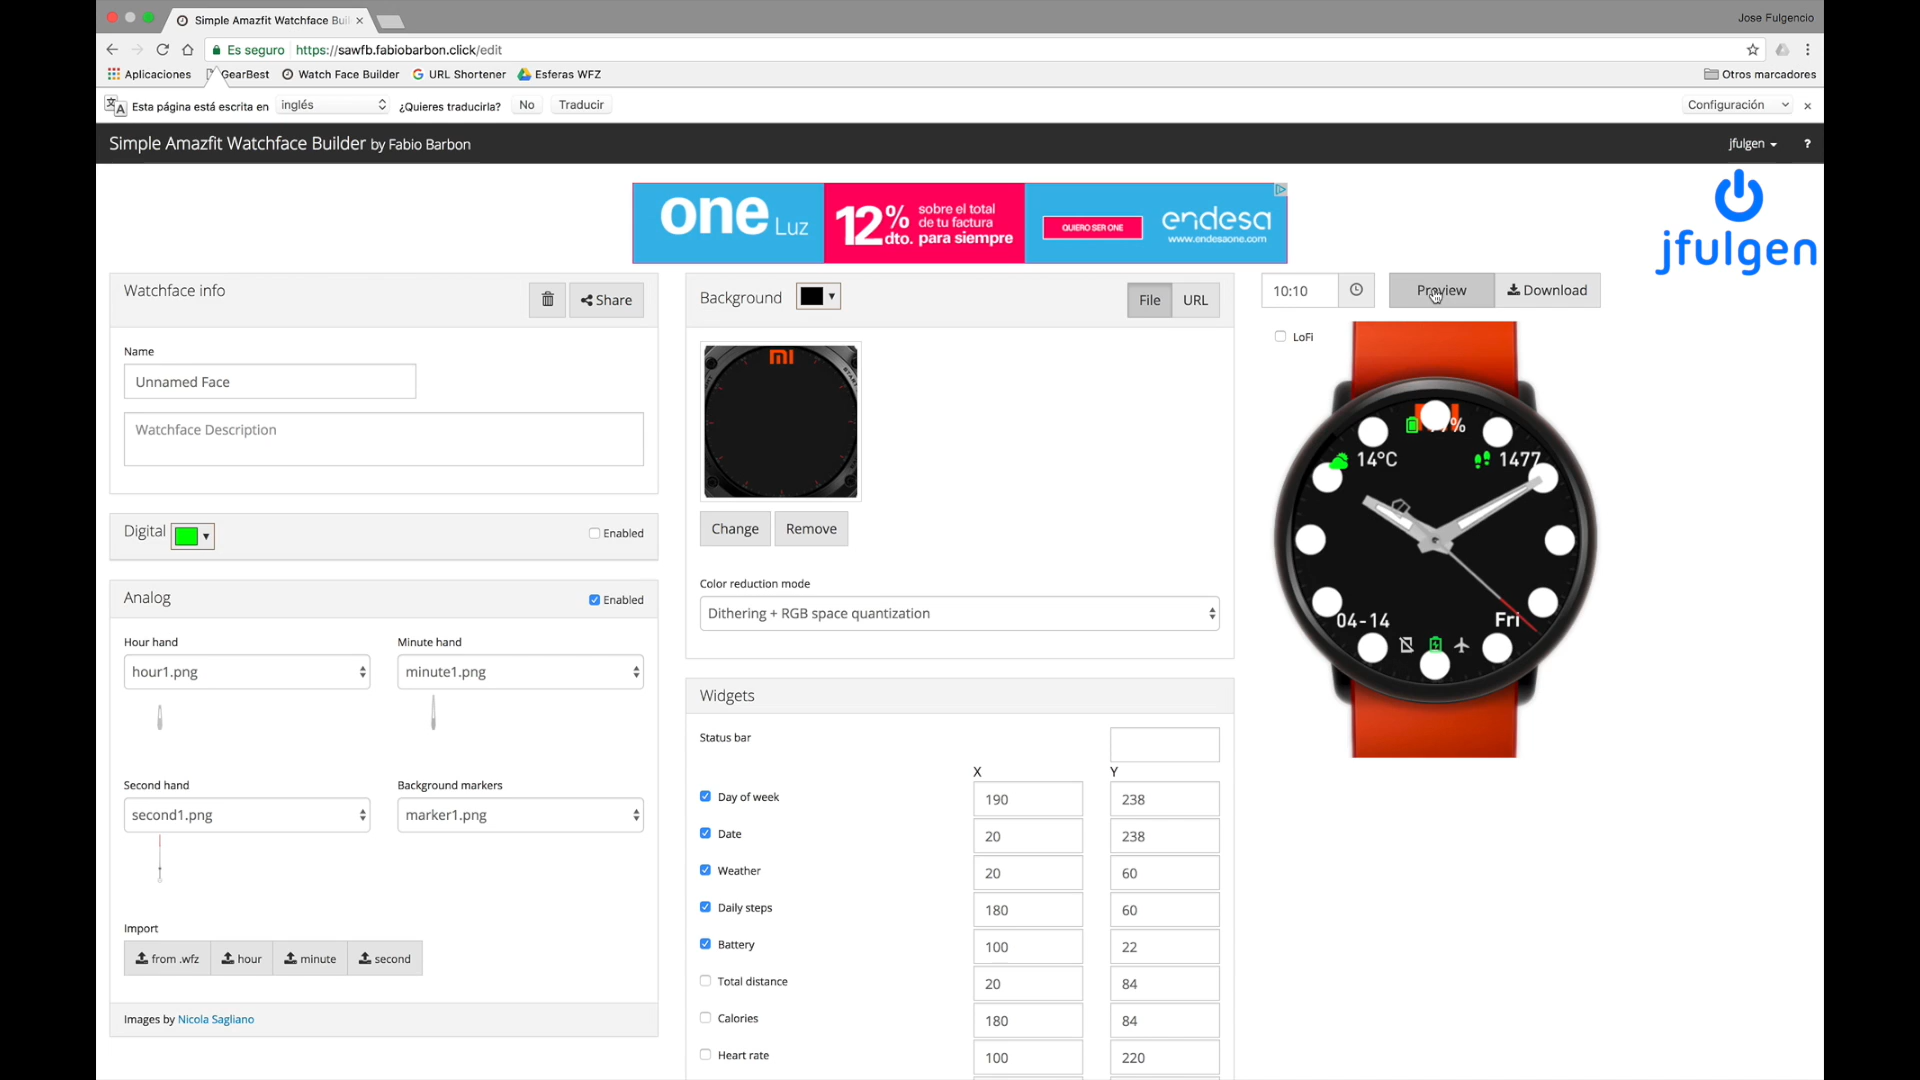 Simple Amazfit Watchface Buil
Jose Fulgencio
Es seguro
https://sawfb.fabiobarbon.click/edit
Aplicaciones
GearBest
Watch Face Builder
URL Shortener
Esferas WFZ
Otros marcadores
Esta página está escrita en
inglés
¿Quieres traducirla?
No
Traducir
Configuración
Simple Amazfit Watchface Builder by Fabio Barbon
jfulgen
?
one Luz
12% dto.
sobre el total
de tu factura
para siempre
QUIERO SER ONE
endesa
www.endesaone.com
jfulgen
Watchface info
Share
Name
Unnamed Face
Watchface Description
Digital
Enabled
Analog
Enabled
Hour hand
Minute hand
hour1.png
minute1.png
Second hand
Background markers
second1.png
marker1.png
Import
from .wfz
hour
minute
second
Images by Nicola Sagliano
Background
File
URL
mi
START
Change
Remove
Color reduction mode
Dithering + RGB space quantization
Widgets
Status bar
X
Y
Day of week
190
238
Date
20
238
Weather
20
60
Daily steps
180
60
Battery
100
22
Total distance
20
84
Calories
180
84
Heart rate
100
220
10:10
Preview
Download
LoFi
14°C
1477
04-14
Fri